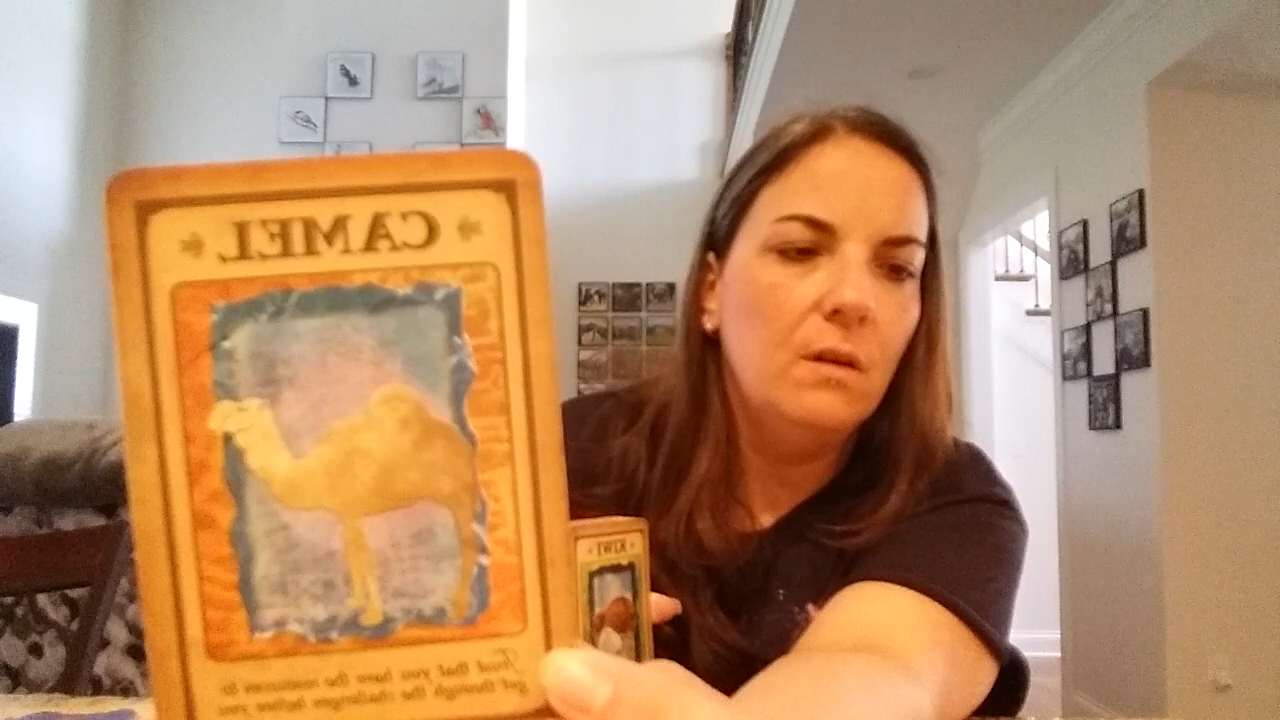 CAMEL
Trust that you have the resources to
get through the challenges before you
KIWI